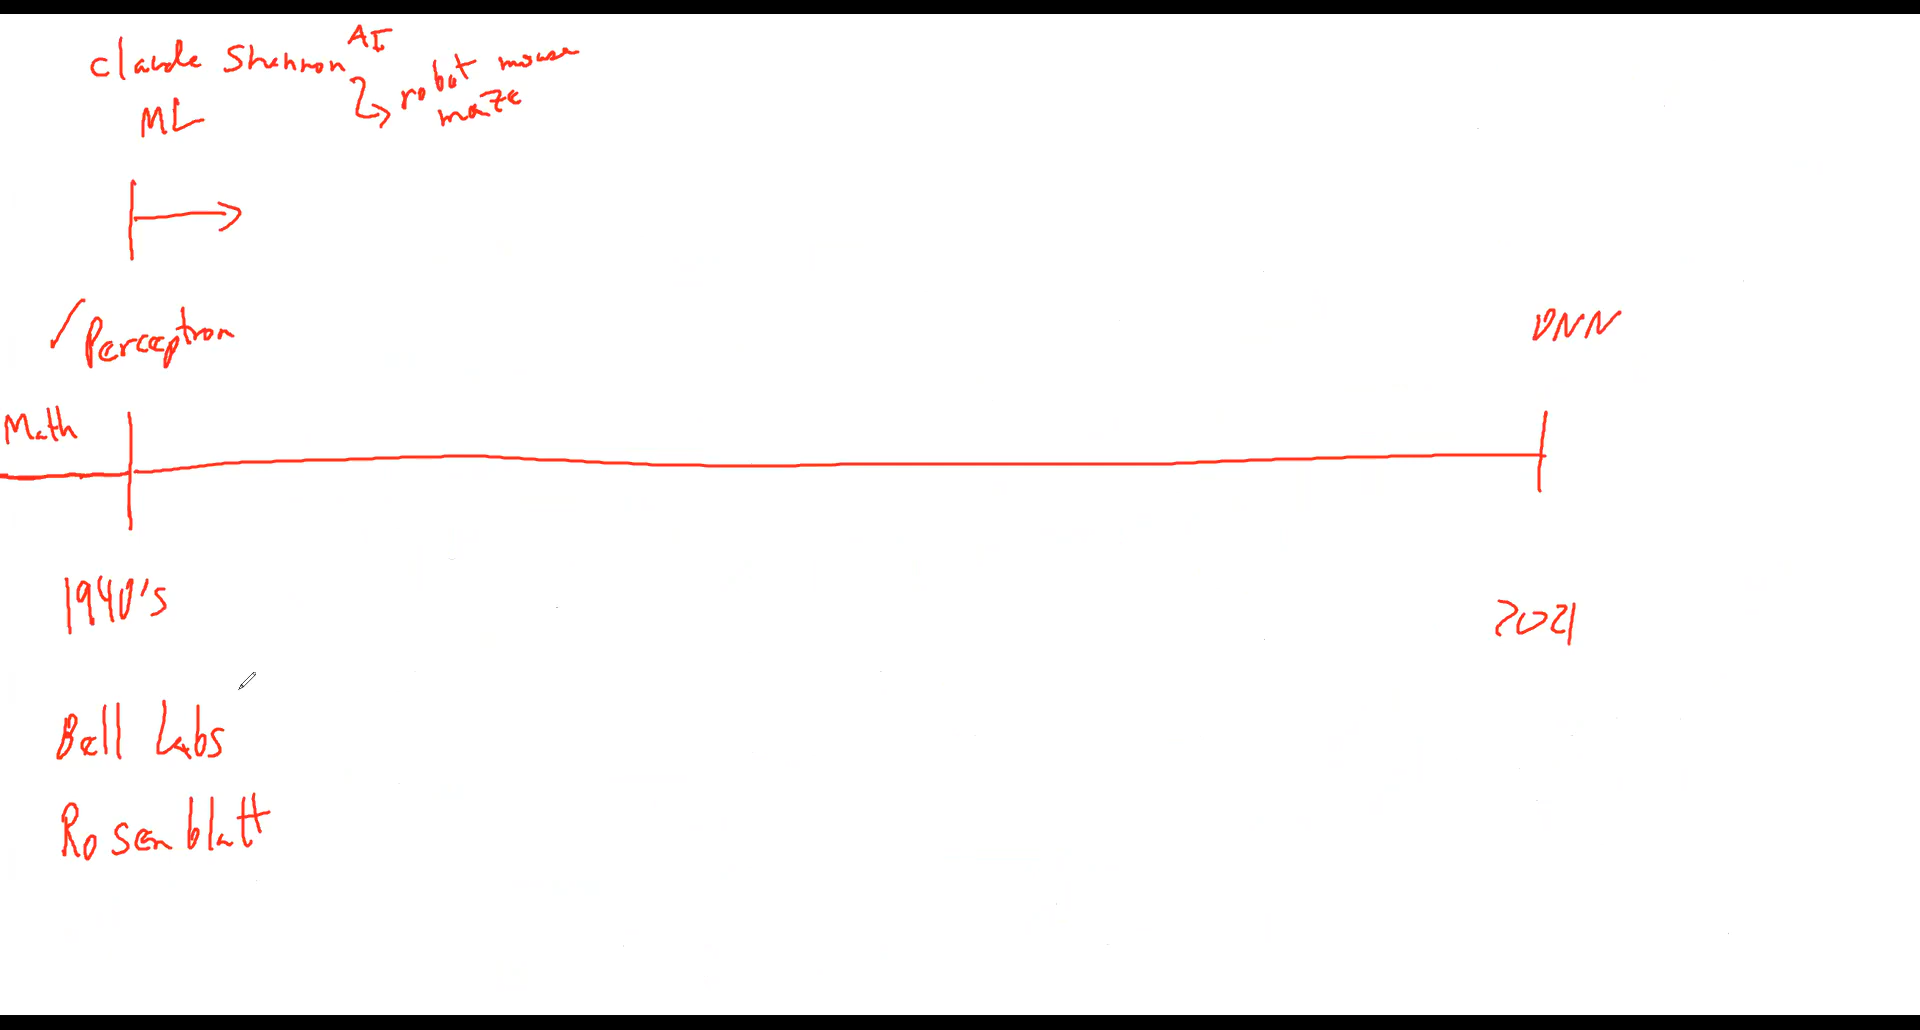 Claude Shannon AI
robot mouse
maze
ML
Perceptron
DNN
Math
1940's
2021
Bell Labs
Rosenblatt